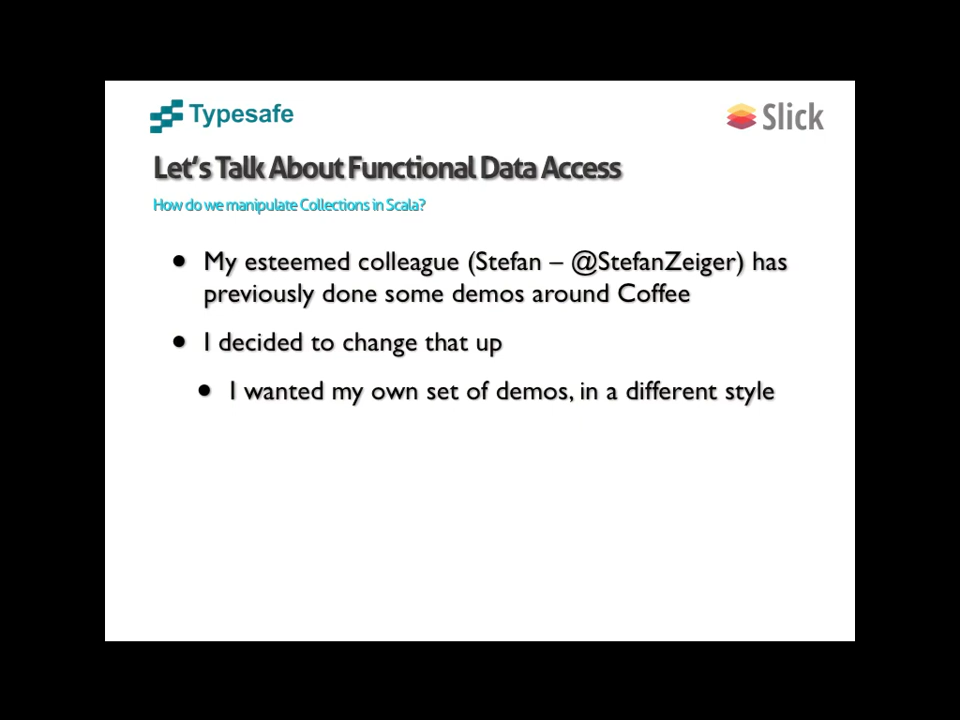 Typesafe
Slick
Let's Talk About Functional Data Access
How do we manipulate Collections in Scala?
• My esteemed colleague (Stefan – @StefanZeiger) has
previously done some demos around Coffee
• I decided to change that up
• I wanted my own set of demos, in a different style